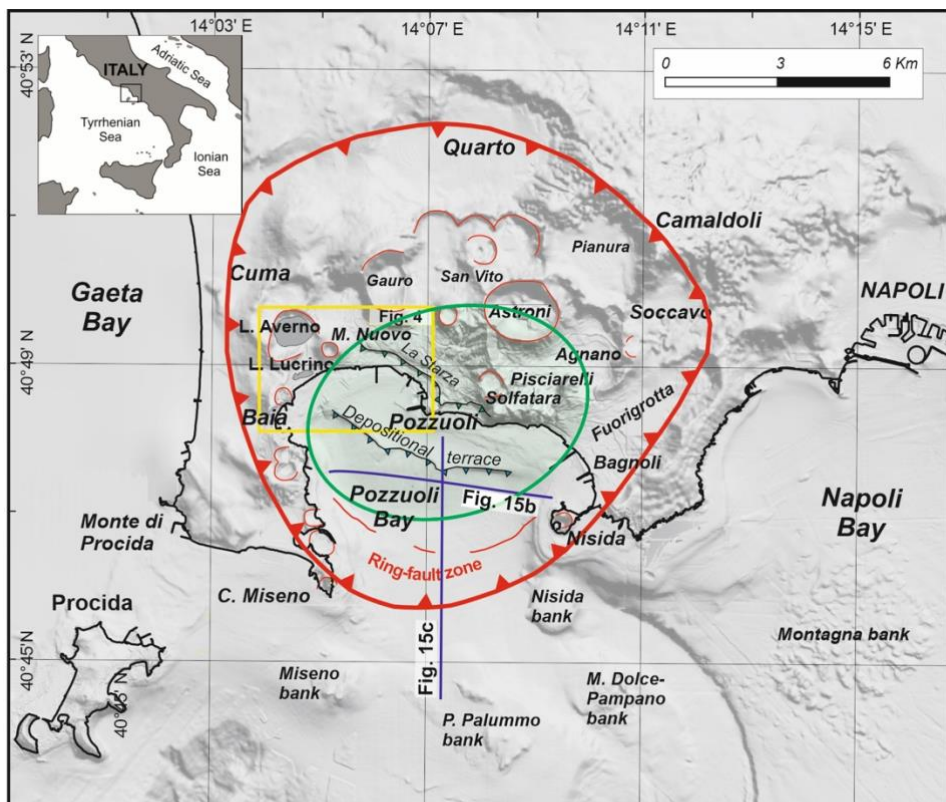 14°03' E
14°07' E
14°11' E
14°15' E
40°53' N
ITALY
Adriatic Sea
Tyrrhenian
Sea
Ionian
Sea
0 3 6 Km
Quarto
Camaldoli
Pianura
Cuma
Gauro
San Vito
Gaeta
Bay
Astroni
Soccavo
NAPOLI
L. Averno
Fig. 4
M. Nuovo
40°49' N
L. Lucrino
La Starza
Agnano
Pisciarelli
Solfatara
Baia
Pozzuoli
Fuorigrotta
Depositional terrace
Bagnoli
Fig. 15b
Pozzuoli
Bay
Napoli
Bay
Monte di
Procida
Nisida
Ring-fault zone
C. Miseno
Procida
Nisida
bank
Fig. 15c
Montagna bank
40°45' N
40°45' N
Miseno
bank
M. Dolce-
Pampano
bank
P. Palummo
bank